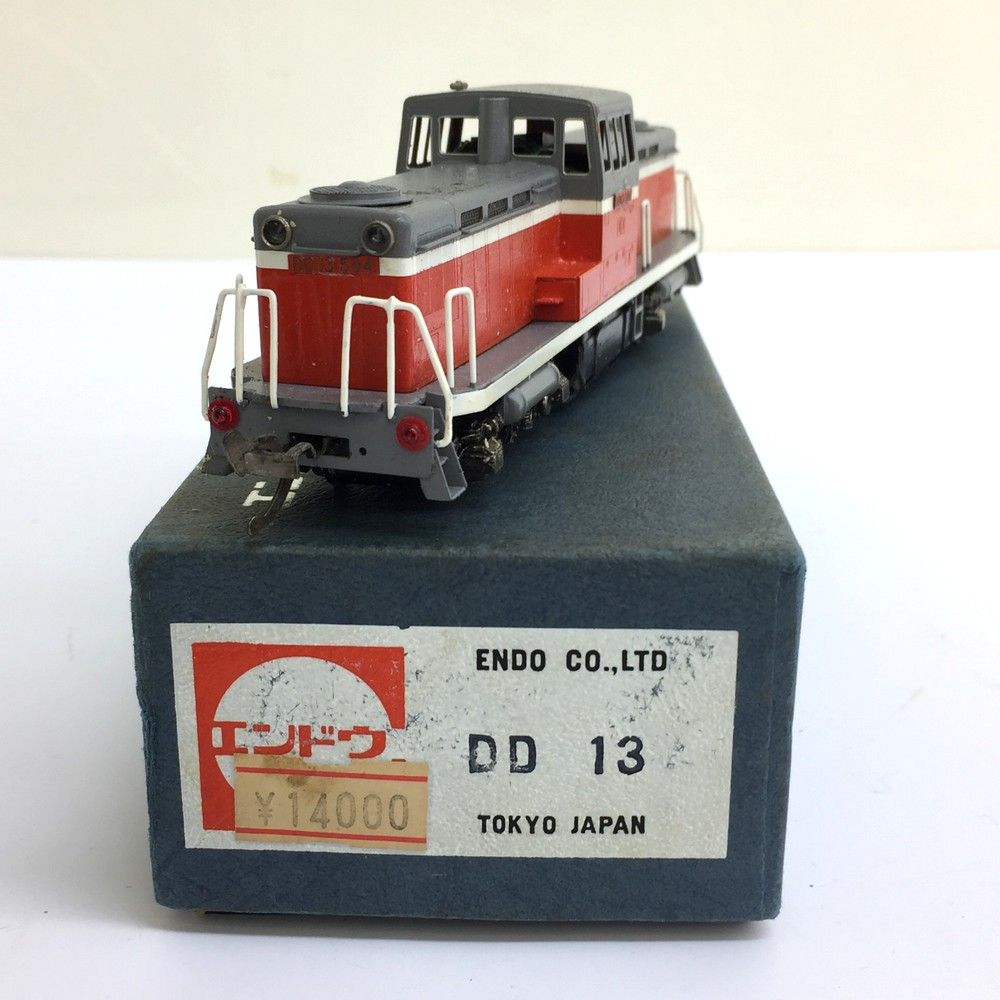 ENDO CO.,LTD
エンドウ
DD 13
¥14000
TOKYO JAPAN